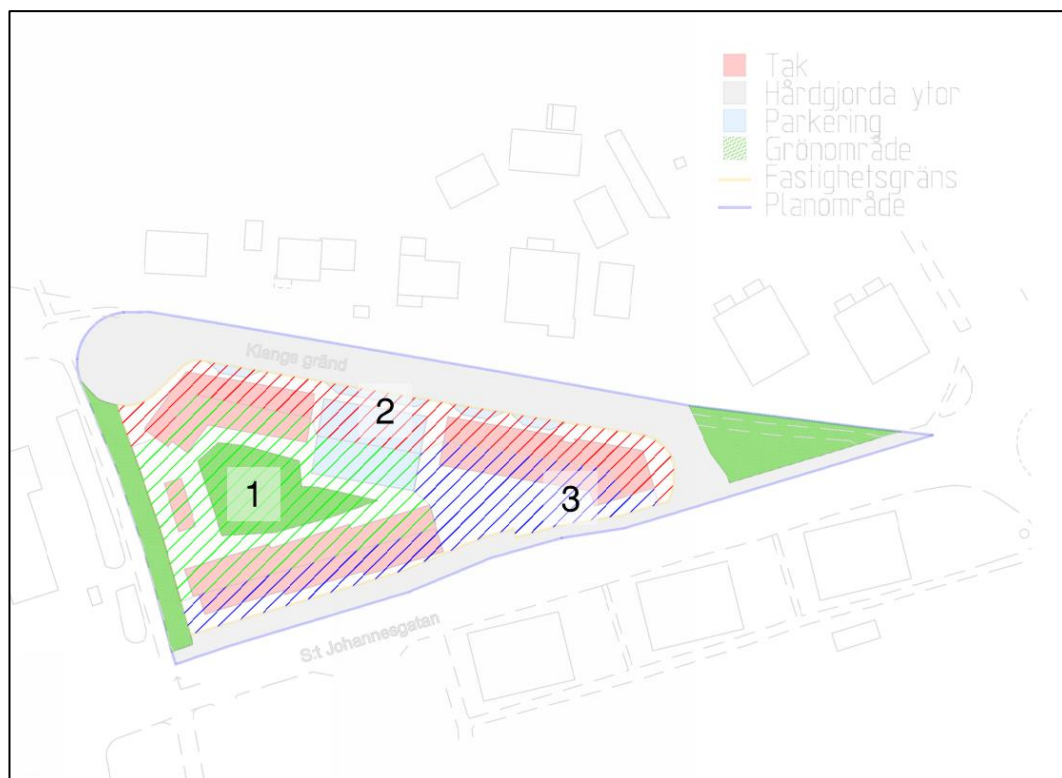 Tak
Hårdgjorda ytor
Parkering
Grönområde
Fastighetsgräns
Planområde
Klangs gränd
2
1
3
S:t Johannesgatan